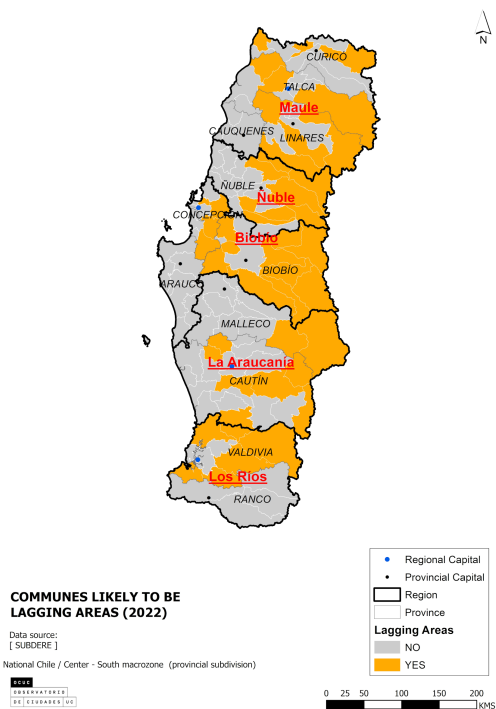 N
CURICÓ
TALCA
Maule
CAUQUENES
LINARES
ÑUBLE
Ñuble
CONCEPCIÓN
Biobío
BIOBÍO
ARAUCO
MALLECO
La Araucanía
CAUTÍN
VALDIVIA
Los Ríos
RANCO
Regional Capital
Provincial Capital
Region
Province
Lagging Areas
NO
YES
COMMUNES LIKELY TO BE
LAGGING AREAS (2022)
Data source:
[ SUBDERE ]
National Chile / Center - South macrozone (provincial subdivision)
OCUC
OBSERVATORIO
DE CIUDADES UC
0 25 50 100 150 200
KMS